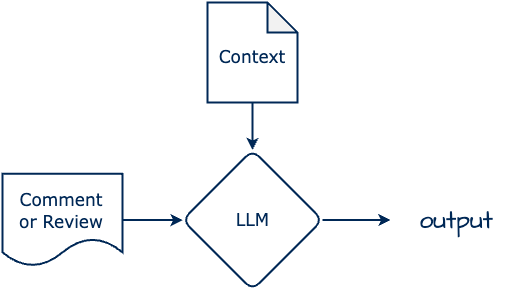 Context
Comment
or Review
LLM
output